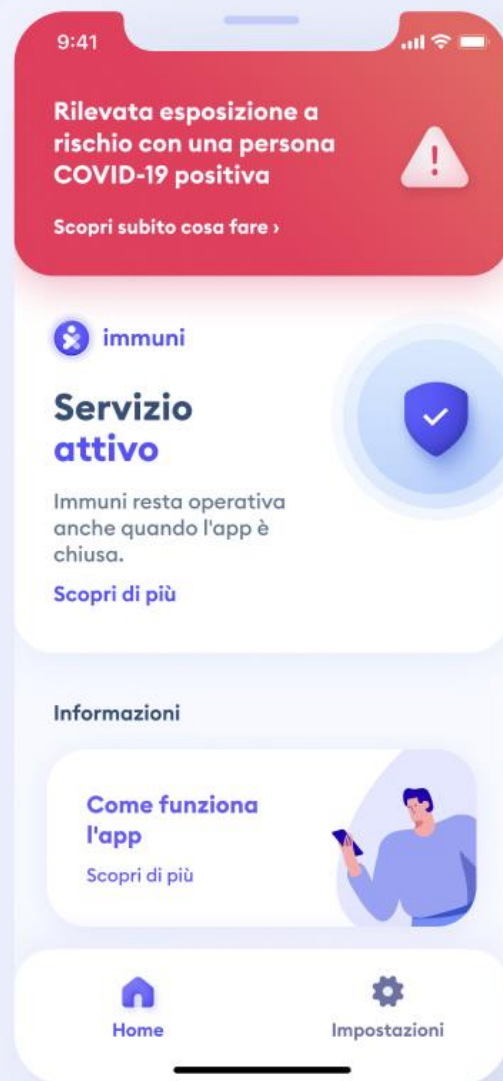 9:41
Rilevata esposizione a
rischio con una persona
COVID-19 positiva
Scopri subito cosa fare ›
immuni
Servizio
attivo
Immuni resta operativa
anche quando l'app è
chiusa.
Scopri di più
Informazioni
Come funziona
l'app
Scopri di più
Home
Impostazioni